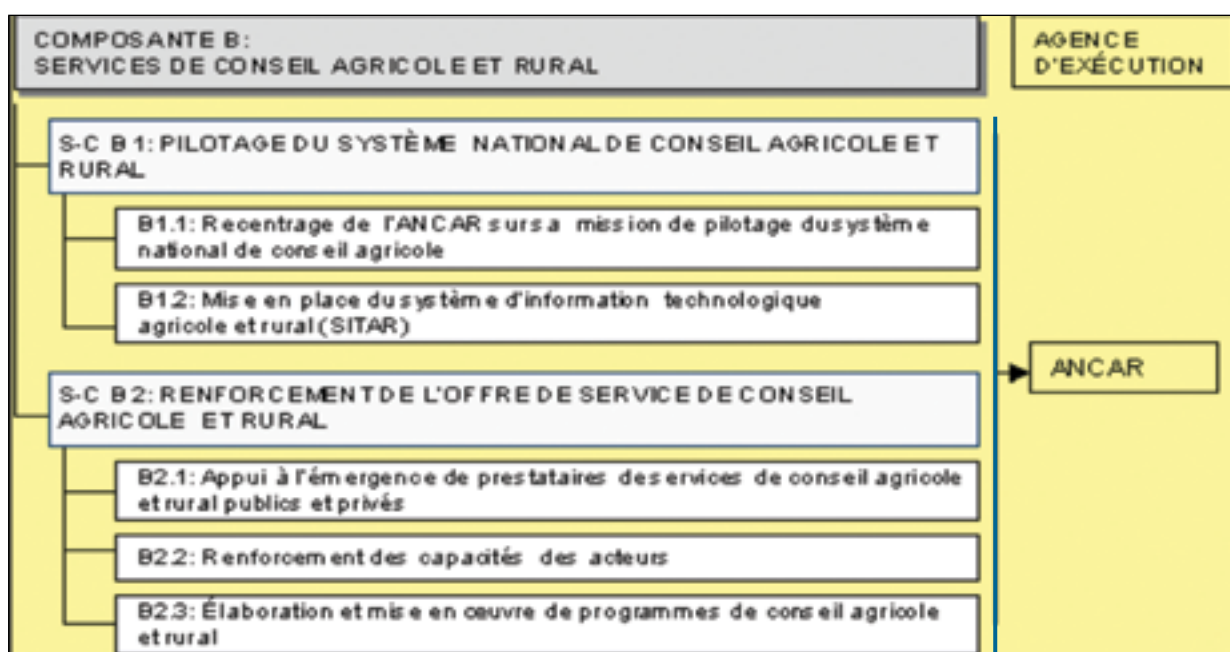 COMPOSANTE B:
SERVICES DE CONSEIL AGRICOLE ET RURAL
AGENCE
D'EXÉCUTION
S-C B1: PILOTAGE DU SYSTÈME NATIONAL DE CONSEIL AGRICOLE ET
RURAL
B1.1: Recentrage de l'ANCAR sur sa mission de pilotage du système
national de conseil agricole
B1.2: Mise en place du système d'information technologique
agricole et rural (SITAR)
ANCAR
S-C B2: RENFORCEMENT DE L'OFFRE DE SERVICE DE CONSEIL
AGRICOLE ET RURAL
B2.1: Appui à l'émergence de prestataires de services de conseil agricole
et rural publics et privés
B2.2: Renforcement des capacités des acteurs
B2.3: Élaboration et mise en œuvre de programmes de conseil agricole
et rural